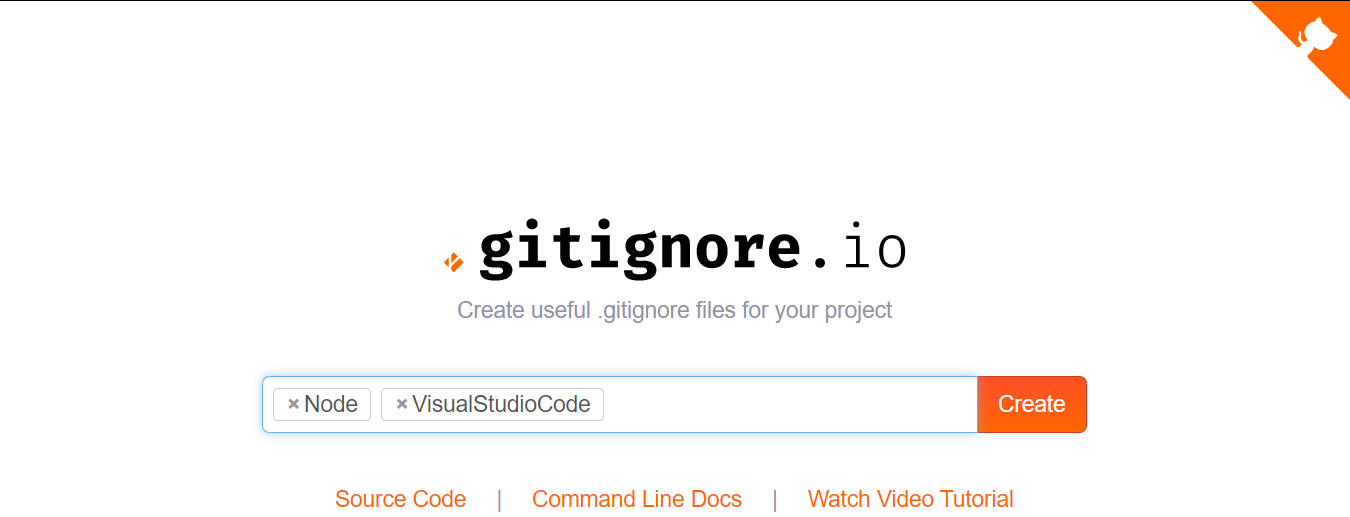 gitignore.io
Create useful .gitignore files for your project
× Node × VisualStudioCode Create
Source Code | Command Line Docs | Watch Video Tutorial